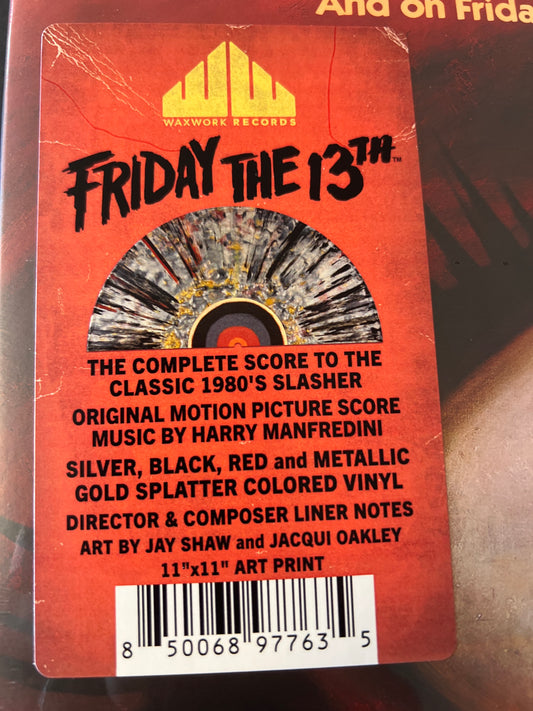 And on Frida
WAXWORK RECORDS
FRIDAY THE 13TH™
THE COMPLETE SCORE TO THE
CLASSIC 1980'S SLASHER
ORIGINAL MOTION PICTURE SCORE
MUSIC BY HARRY MANFREDINI
SILVER, BLACK, RED and METALLIC
GOLD SPLATTER COLORED VINYL
DIRECTOR & COMPOSER LINER NOTES
ART BY JAY SHAW and JACQUI OAKLEY
11"x11" ART PRINT
8 50068 97763 5